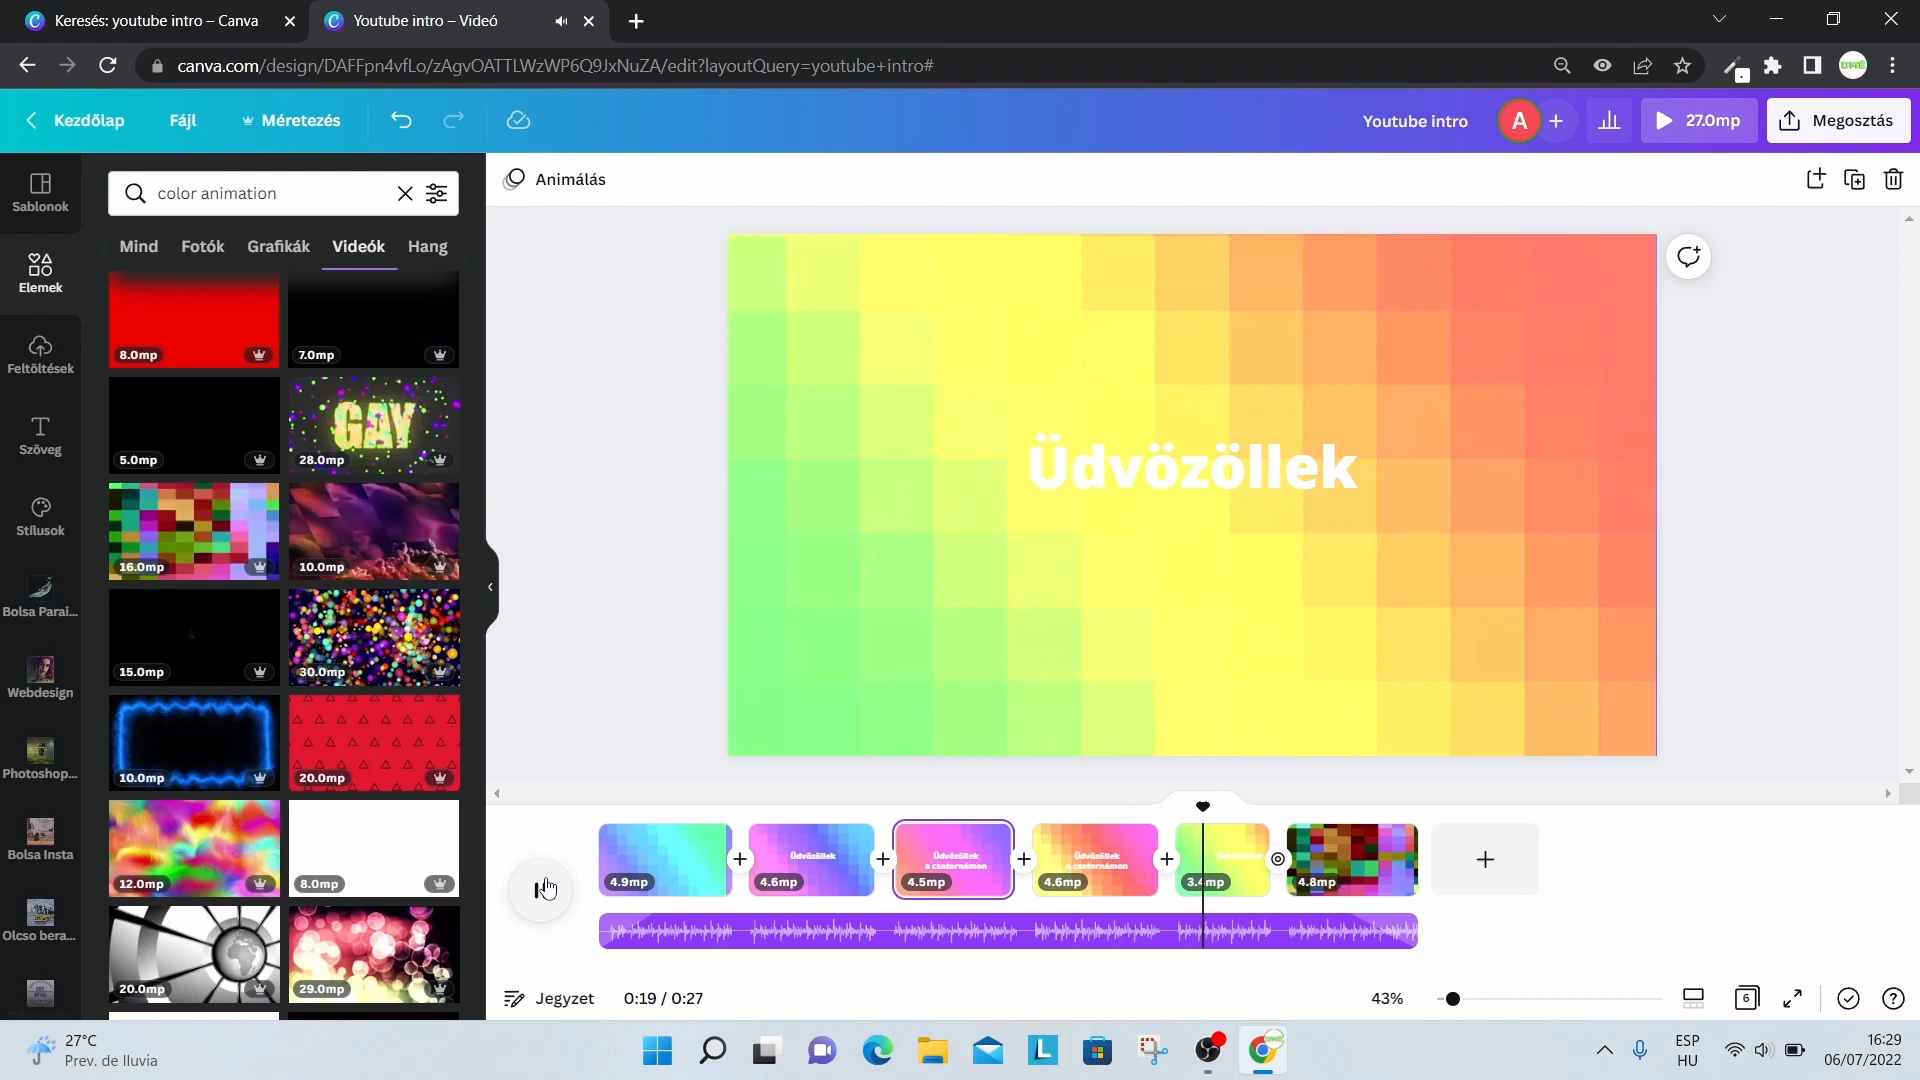 Keresés: youtube intro – Canva
Youtube intro – Videó
canva.com/design/DAFFpn4vfLo/zAgvOATTLWzWP6Q9JxNuZA/edit?layoutQuery=youtube+intro#
Kezdőlap
Fájl
Méretezés
Youtube intro
A
27.0mp
Megosztás
Sablonok
Elemek
Feltöltések
Szöveg
Stílusok
Bolsa Parai...
Webdesign
Photoshop...
Bolsa Insta
Olcso bera...
color animation
Mind
Fotók
Grafikák
Videók
Hang
8.0mp
7.0mp
5.0mp
GAY
28.0mp
16.0mp
10.0mp
15.0mp
30.0mp
10.0mp
20.0mp
12.0mp
8.0mp
20.0mp
29.0mp
Animálás
Üdvözöllek
4.9mp
Üdvözöllek
4.6mp
Üdvözöllek
a csatornámon
4.5mp
Üdvözöllek
a csatornámon
4.6mp
4.8mp
Jegyzet
0:19 / 0:27
43%
6
27°C
Prev. de lluvia
ESP
HU
16:29
06/07/2022